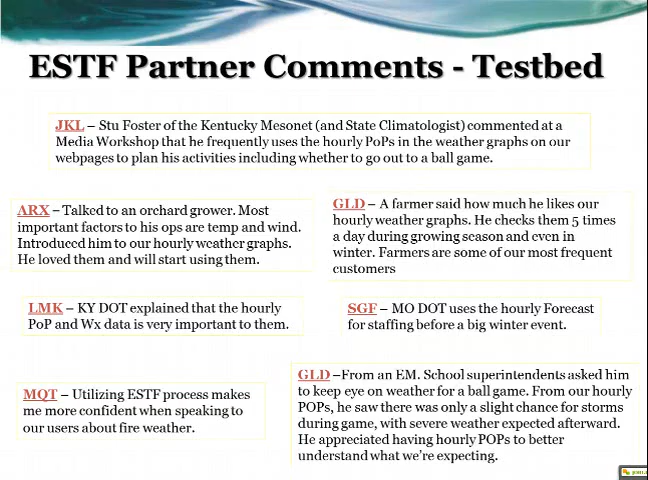 ESTF Partner Comments - Testbed
JKL – Stu Foster of the Kentucky Mesonet (and State Climatologist) commented at a
Media Workshop that he frequently uses the hourly PoPs in the weather graphs on our
webpages to plan his activities including whether to go out to a ball game.
ARX – Talked to an orchard grower. Most
important factors to his ops are temp and wind.
Introduced him to our hourly weather graphs.
He loved them and will start using them.
GLD – A farmer said how much he likes our
hourly weather graphs. He checks them 5 times
a day during growing season and even in
winter. Farmers are some of our most frequent
customers
LMK – KY DOT explained that the hourly
PoP and Wx data is very important to them.
SGF – MO DOT uses the hourly Forecast
for staffing before a big winter event.
MQT – Utilizing ESTF process makes
me more confident when speaking to
our users about fire weather.
GLD –From an EM. School superintendents asked him
to keep eye on weather for a ball game. From our hourly
POPs, he saw there was only a slight chance for storms
during game, with severe weather expected afterward.
He appreciated having hourly POPs to better
understand what we're expecting.